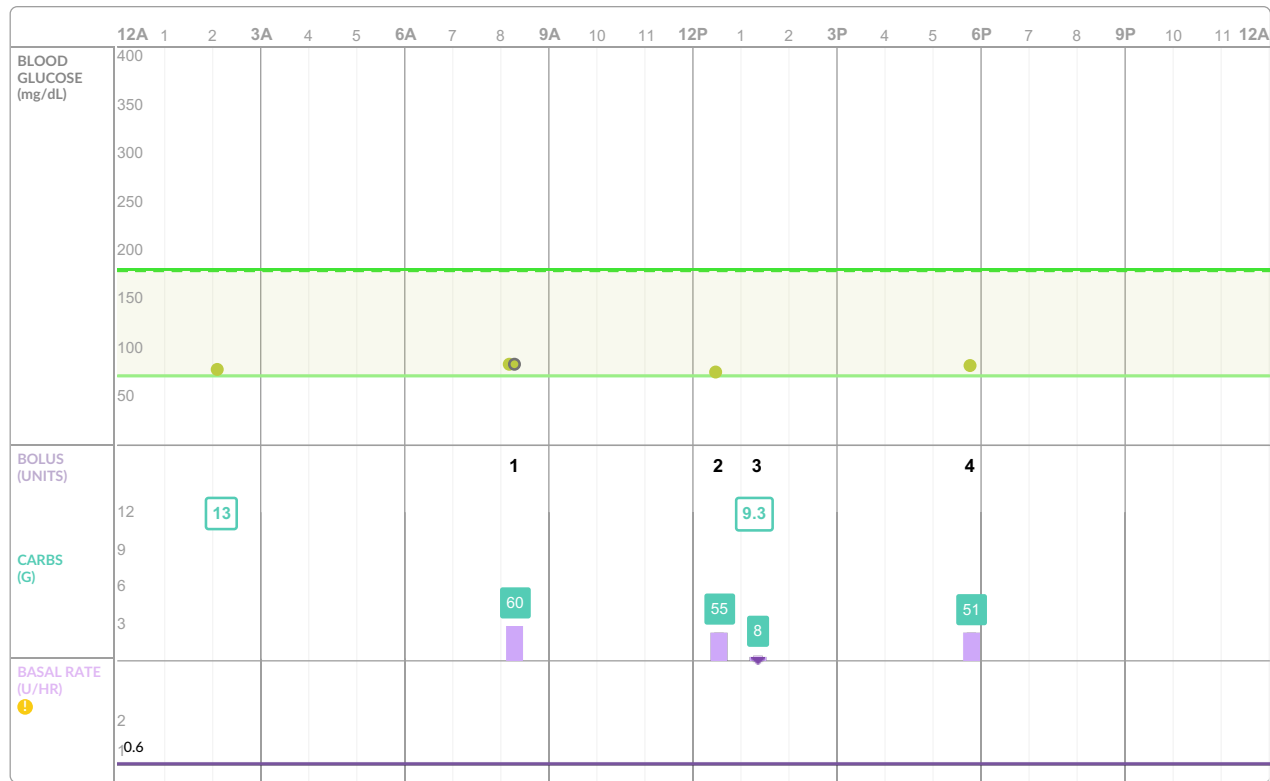 12A 1 2 3A 4 5 6A 7 8 9A 10 11 12P 1 2 3P 4 5 6P 7 8 9P 10 11 12A
BLOOD
GLUCOSE
(mg/dL)
400
350
300
250
200
150
100
50
BOLUS
(UNITS)
1 2 3 4
12
13 9.3
9
CARBS
(G)
6
60 55 51
3
8
BASAL RATE
(U/HR)
!
2
1
0.6